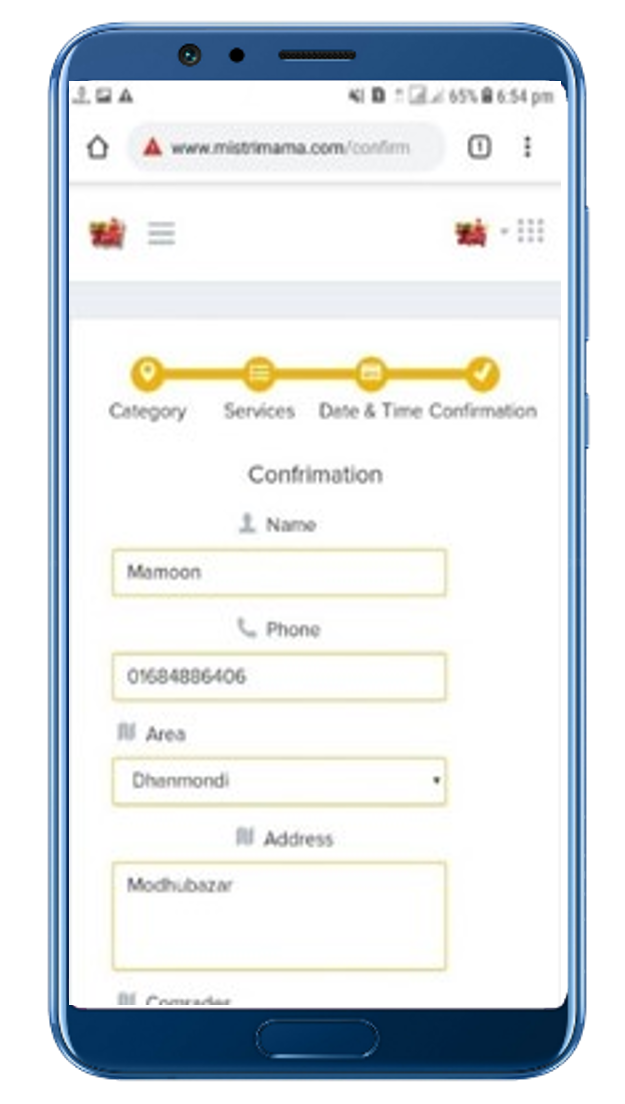 65% 6:54 pm
www.mistrimama.com/confirm
1
Category Services Date & Time Confirmation
Confrimation
Name
Mamoon
Phone
01684886406
Area
Dhanmondi
Address
Modhubazar
Comrades